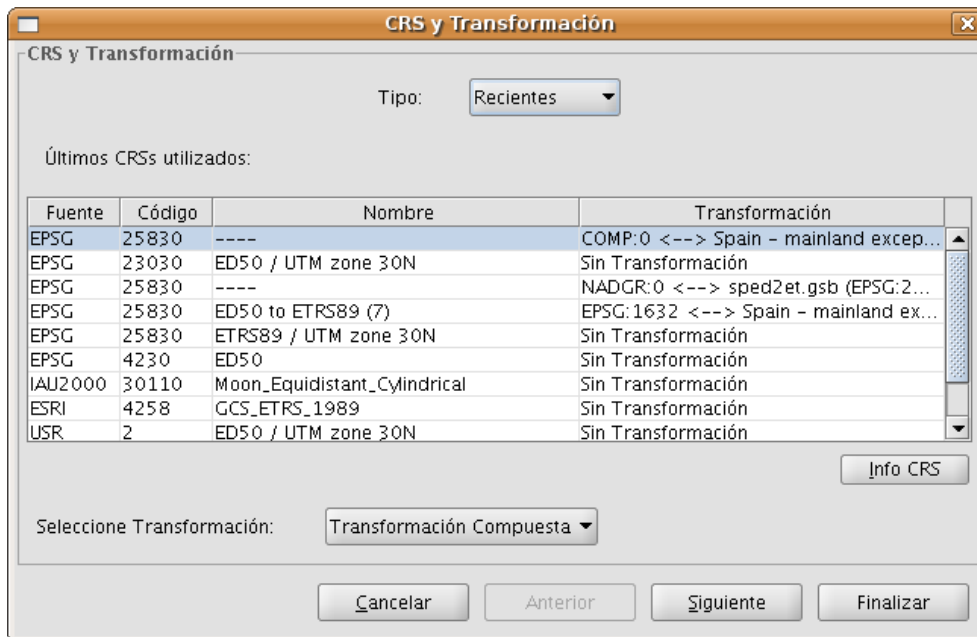 CRS y Transformación
CRS y Transformación
Tipo: Recientes
Últimos CRSs utilizados:
Fuente Código Nombre Transformación
EPSG 25830 ---- COMP:0 <--> Spain - mainland excep...
EPSG 23030 ED50 / UTM zone 30N Sin Transformación
EPSG 25830 ---- NADGR:0 <--> sped2et.gsb (EPSG:2...
EPSG 25830 ED50 to ETRS89 (7) EPSG:1632 <--> Spain - mainland ex...
EPSG 25830 ETRS89 / UTM zone 30N Sin Transformación
EPSG 4230 ED50 Sin Transformación
IAU2000 30110 Moon_Equidistant_Cylindrical Sin Transformación
ESRI 4258 GCS_ETRS_1989 Sin Transformación
USR 2 ED50 / UTM zone 30N Sin Transformación
Info CRS
Seleccione Transformación: Transformación Compuesta
Cancelar Anterior Siguiente Finalizar